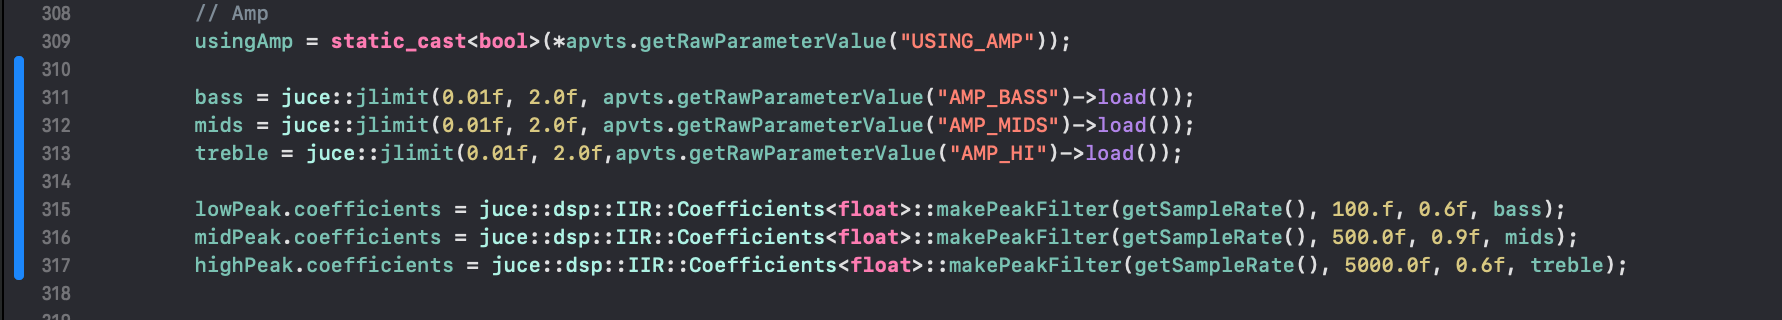 308 // Amp
309 usingAmp = static_cast<bool>(*apvts.getRawParameterValue("USING_AMP"));
310
311 bass = juce::jlimit(0.01f, 2.0f, apvts.getRawParameterValue("AMP_BASS")->load());
312 mids = juce::jlimit(0.01f, 2.0f, apvts.getRawParameterValue("AMP_MIDS")->load());
313 treble = juce::jlimit(0.01f, 2.0f,apvts.getRawParameterValue("AMP_HI")->load());
314
315 lowPeak.coefficients = juce::dsp::IIR::Coefficients<float>::makePeakFilter(getSampleRate(), 100.f, 0.6f, bass);
316 midPeak.coefficients = juce::dsp::IIR::Coefficients<float>::makePeakFilter(getSampleRate(), 500.0f, 0.9f, mids);
317 highPeak.coefficients = juce::dsp::IIR::Coefficients<float>::makePeakFilter(getSampleRate(), 5000.0f, 0.6f, treble);
318